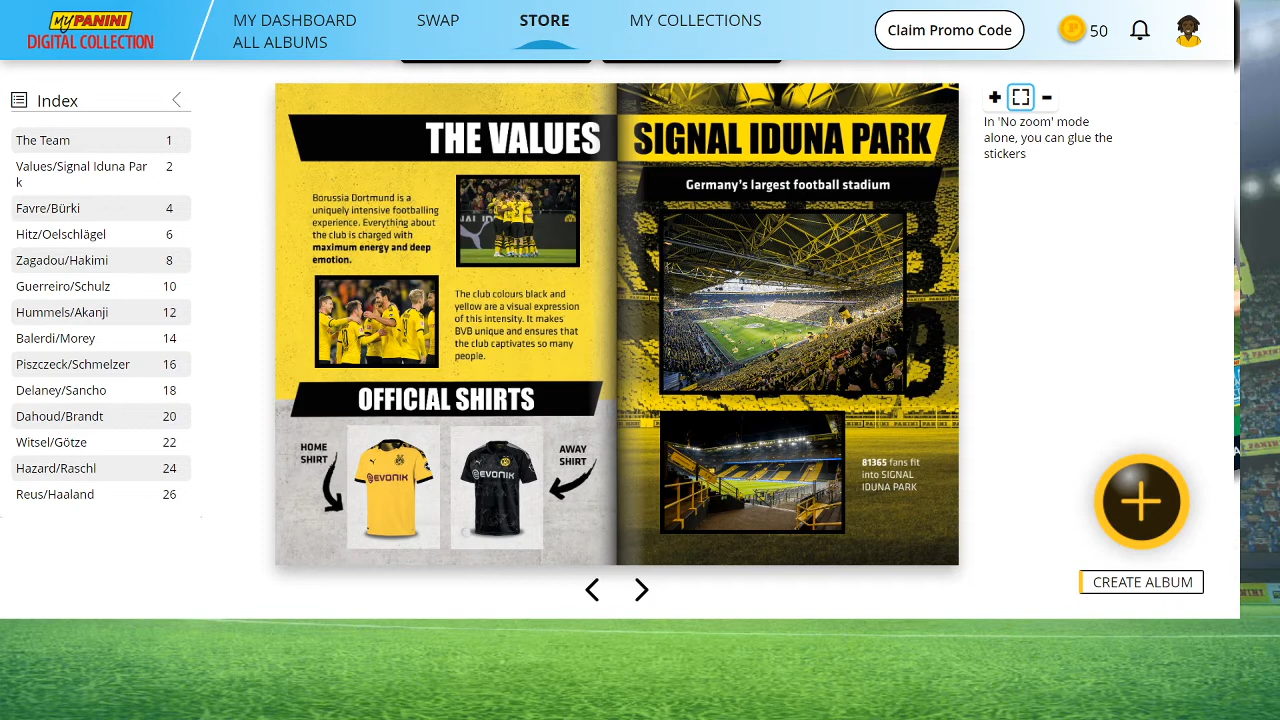 MY PANINI
DIGITAL COLLECTION
MY DASHBOARD
SWAP
STORE
MY COLLECTIONS
ALL ALBUMS
Claim Promo Code
50
Index
The Team 1
Values/Signal Iduna Par 2
k
Favre/Bürki 4
Hitz/Oelschlägel 6
Zagadou/Hakimi 8
Guerreiro/Schulz 10
Hummels/Akanji 12
Balerdi/Morey 14
Piszczeck/Schmelzer 16
Delaney/Sancho 18
Dahoud/Brandt 20
Witsel/Götze 22
Hazard/Raschl 24
Reus/Haaland 26
THE VALUES
Borussia Dortmund is a
uniquely intensive footballing
experience. Everything about
the club is charged with
maximum energy and deep
emotion.
The club colours black and
yellow are a visual expression
of this intensity. It makes
BVB unique and ensures that
the club captivates so many
people.
OFFICIAL SHIRTS
HOME
SHIRT
EVONIK
EVONIK
AWAY
SHIRT
SIGNAL IDUNA PARK
Germany's largest football stadium
81365 fans fit
into SIGNAL
IDUNA PARK
+
-
In 'No zoom' mode
alone, you can glue the
stickers
CREATE ALBUM